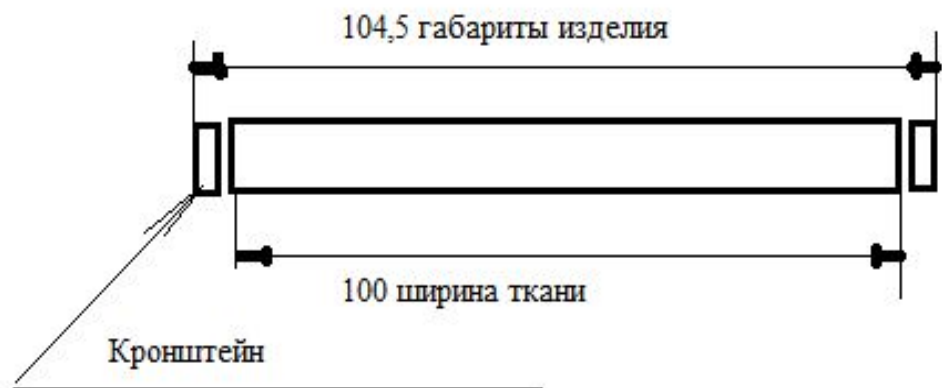 104,5 габариты изделия
100 ширина ткани
Кронштейн